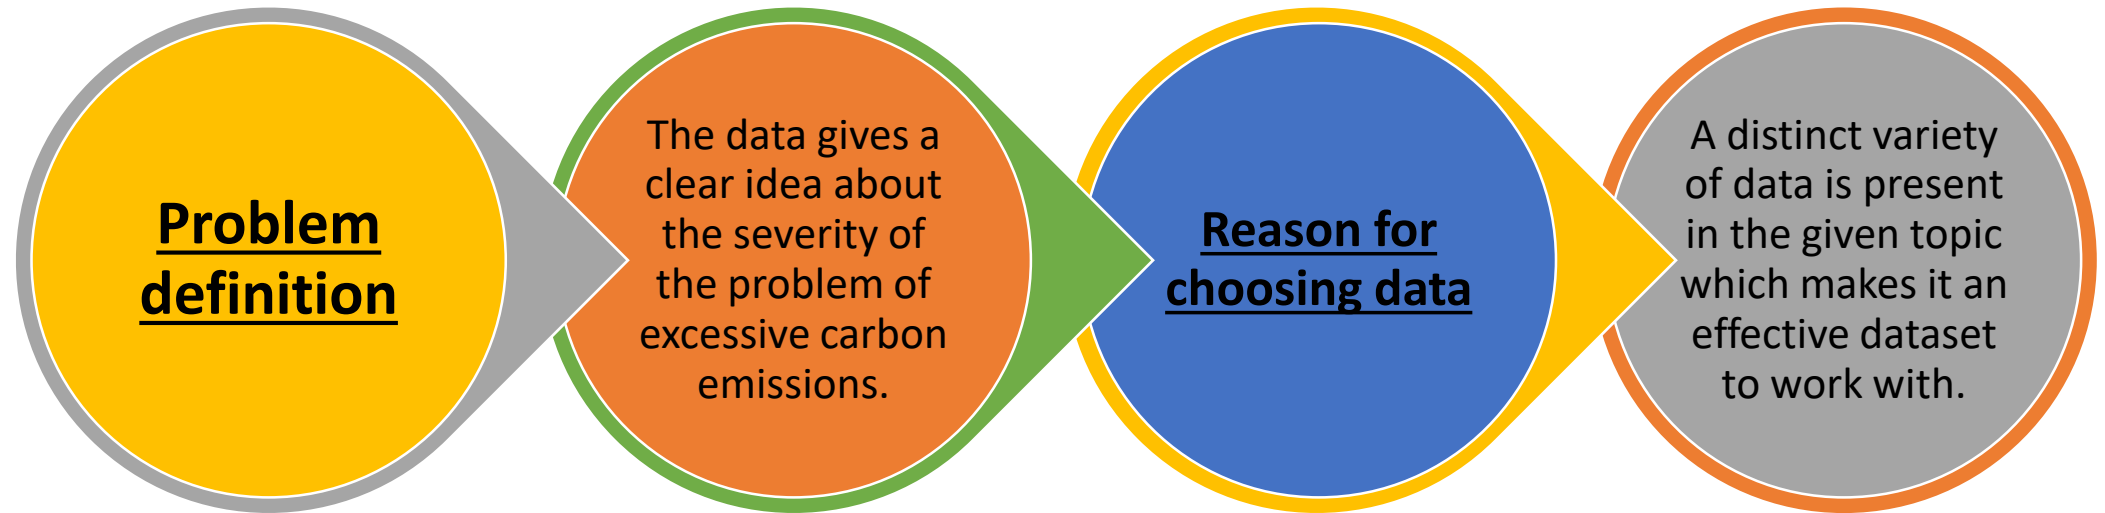 Problem
definition
The data gives a
clear idea about
the severity of
the problem of
excessive carbon
emissions.
Reason for
choosing data
A distinct variety
of data is present
in the given topic
which makes it an
effective dataset
to work with.